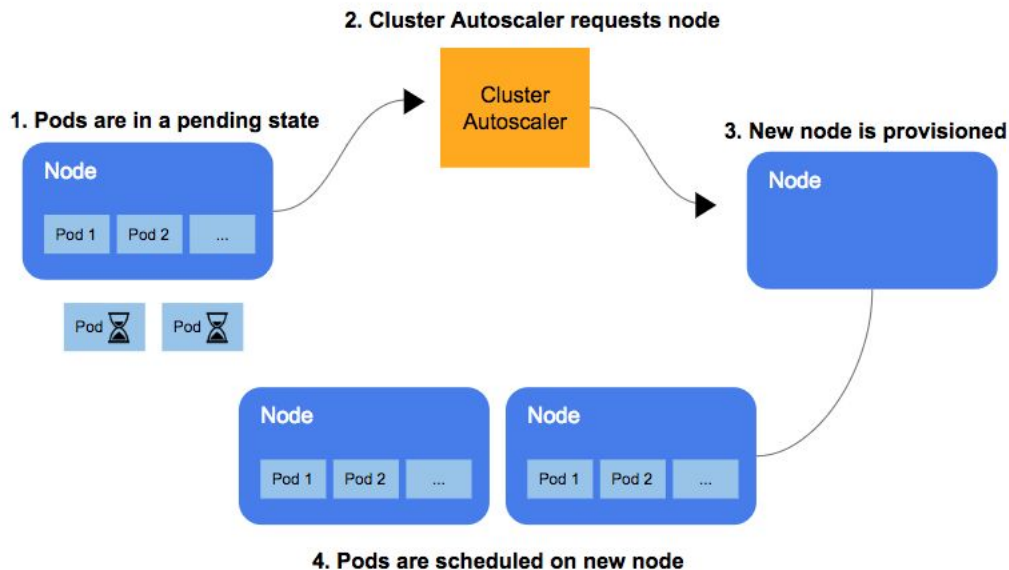 2. Cluster Autoscaler requests node
Cluster
Autoscaler
1. Pods are in a pending state
Node
Pod 1 Pod 2 ...
Pod Pod
3. New node is provisioned
Node
Node
Pod 1 Pod 2 ...
Node
Pod 1 Pod 2 ...
4. Pods are scheduled on new node